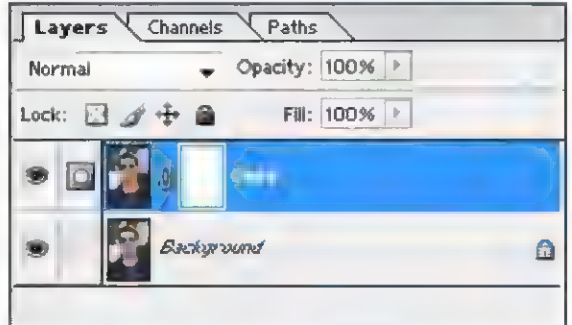 Layers Channels Paths
Normal Opacity: 100%
Lock: Fill: 100%
Background